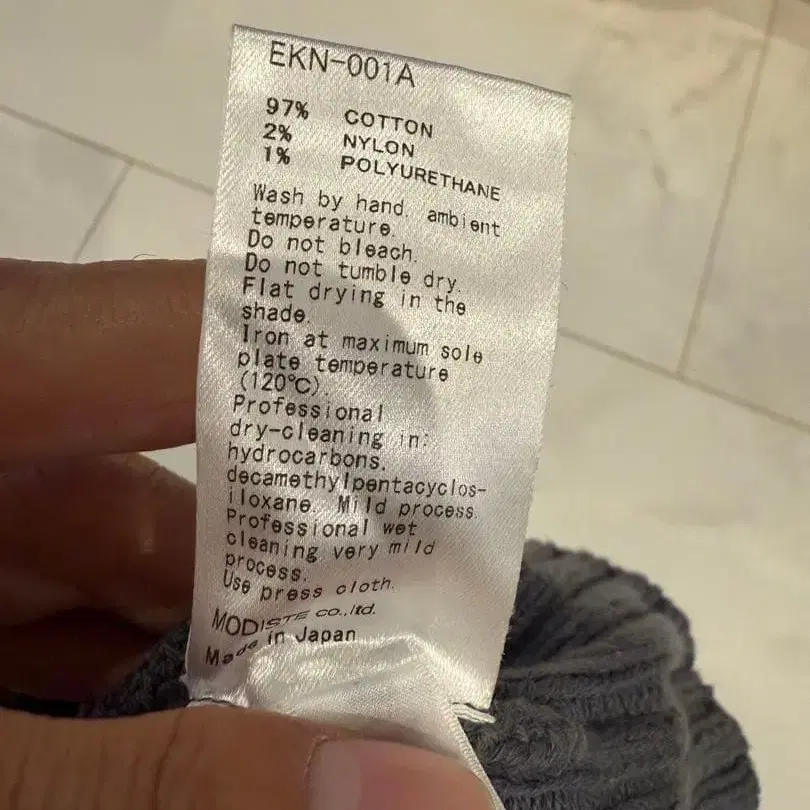 EKN-001A
97% COTTON
2% NYLON
1% POLYURETHANE
Wash by hand, ambient
temperature.
Do not bleach.
Do not tumble dry.
Flat drying in the
shade.
Iron at maximum sole
plate temperature
(120℃).
Professional
dry-cleaning in:
hydrocarbons.
decamethylpentacyclos-
iloxane. Mild process.
Professional wet
cleaning very mild
process.
Use press cloth.
MODISTE co.,ltd.
Made in Japan